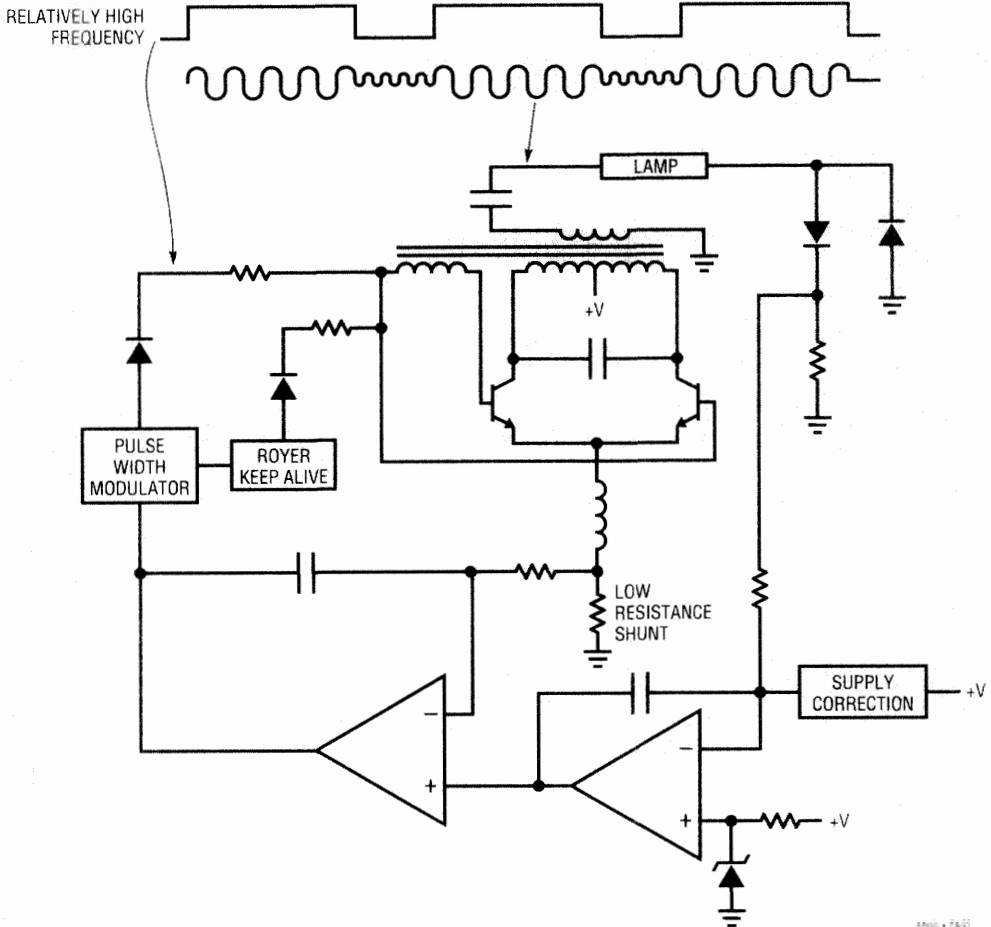 RELATIVELY HIGH
FREQUENCY
LAMP
+V
PULSE
WIDTH
MODULATOR
ROYER
KEEP ALIVE
LOW
RESISTANCE
SHUNT
SUPPLY
CORRECTION
+V
−
+
−
+
+V